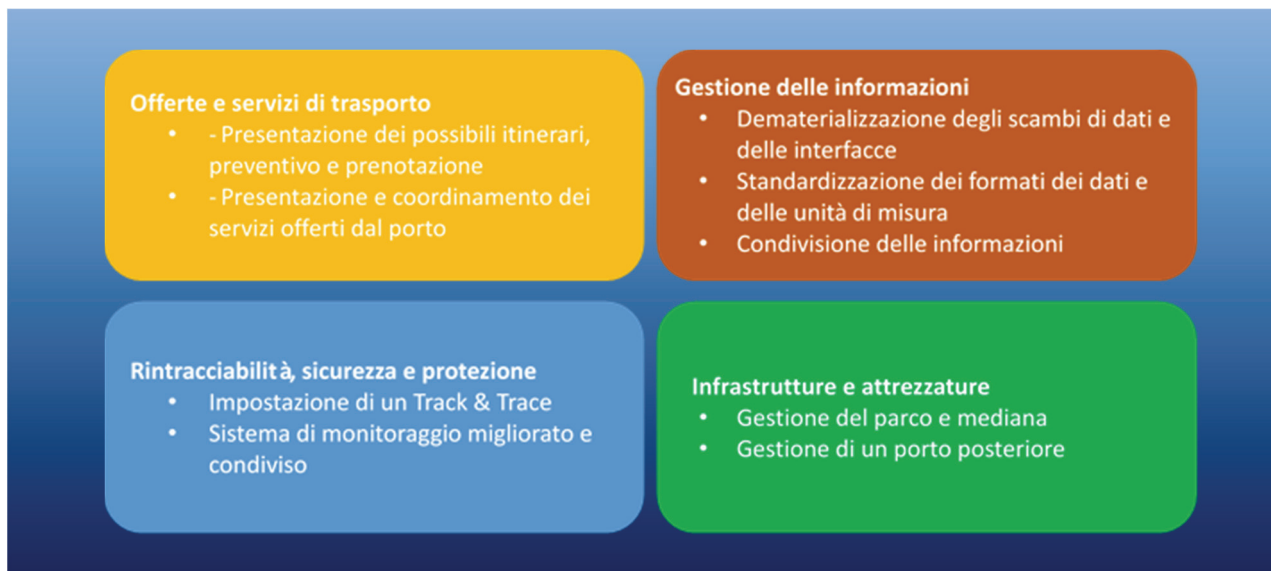 Offerte e servizi di trasporto
• - Presentazione dei possibili itinerari,
preventivo e prenotazione
• - Presentazione e coordinamento dei
servizi offerti dal porto
Gestione delle informazioni
• Dematerializzazione degli scambi di dati e
delle interfacce
• Standardizzazione dei formati dei dati e
delle unità di misura
• Condivisione delle informazioni
Rintracciabilità, sicurezza e protezione
• Impostazione di un Track & Trace
• Sistema di monitoraggio migliorato e
condiviso
Infrastrutture e attrezzature
• Gestione del parco e mediana
• Gestione di un porto posteriore